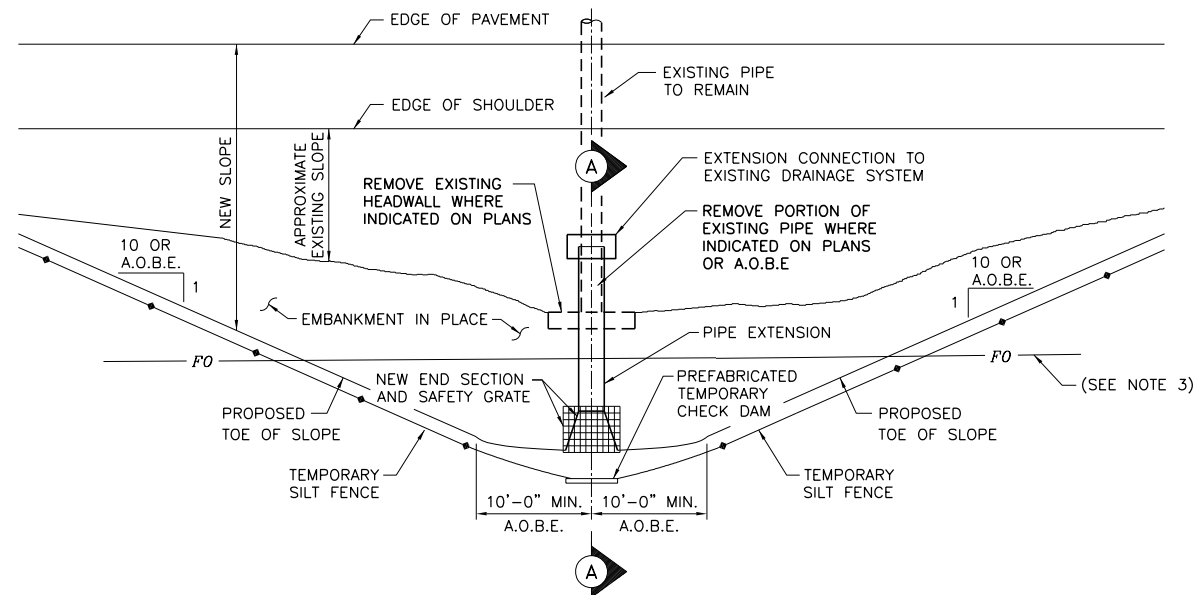 EDGE OF PAVEMENT
EXISTING PIPE
TO REMAIN
EDGE OF SHOULDER
NEW SLOPE
APPROXIMATE
EXISTING SLOPE
A
EXTENSION CONNECTION TO
EXISTING DRAINAGE SYSTEM
REMOVE EXISTING
HEADWALL WHERE
INDICATED ON PLANS
REMOVE PORTION OF
EXISTING PIPE WHERE
INDICATED ON PLANS
OR A.O.B.E
10 OR
A.O.B.E.
1
10 OR
A.O.B.E.
1
EMBANKMENT IN PLACE
PIPE EXTENSION
FO
FO
(SEE NOTE 3)
NEW END SECTION
AND SAFETY GRATE
PREFABRICATED
TEMPORARY
CHECK DAM
PROPOSED
TOE OF SLOPE
PROPOSED
TOE OF SLOPE
TEMPORARY
SILT FENCE
TEMPORARY
SILT FENCE
10'-0" MIN.
A.O.B.E.
10'-0" MIN.
A.O.B.E.
A